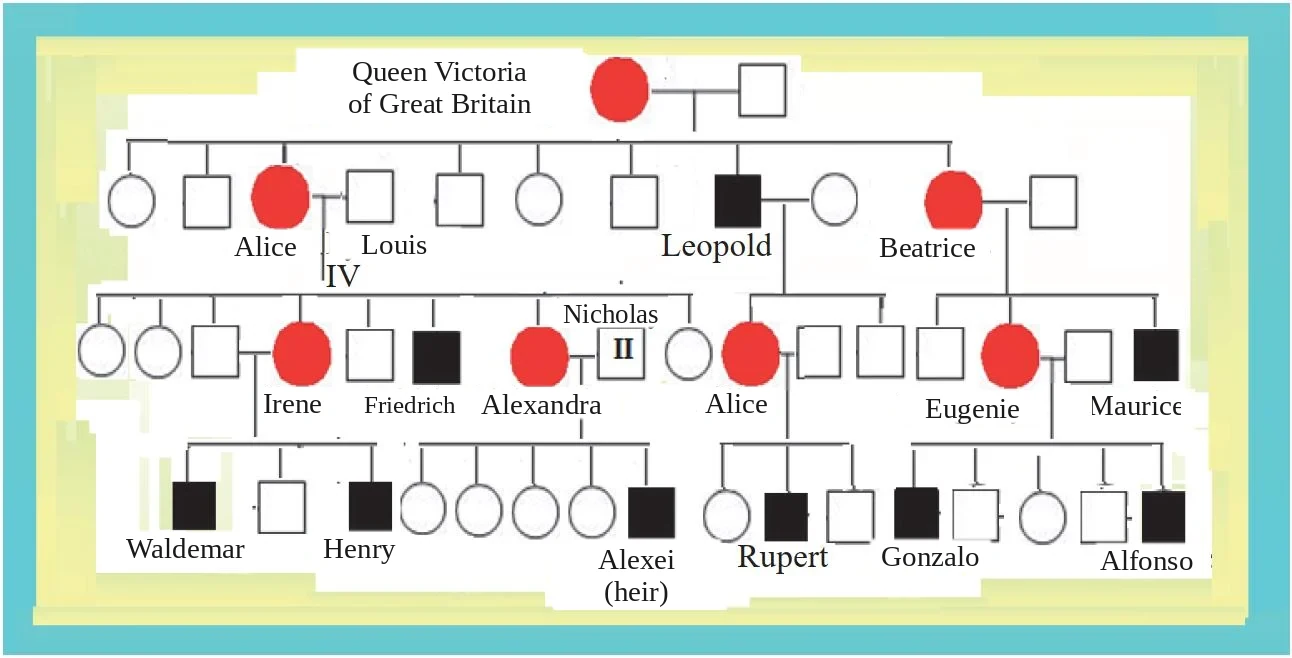 Queen Victoria
of Great Britain
Alice
Louis
IV
Leopold
Beatrice
Nicholas
II
Irene
Friedrich
Alexandra
Alice
Eugenie
Maurice
Waldemar
Henry
Alexei
(heir)
Rupert
Gonzalo
Alfonso